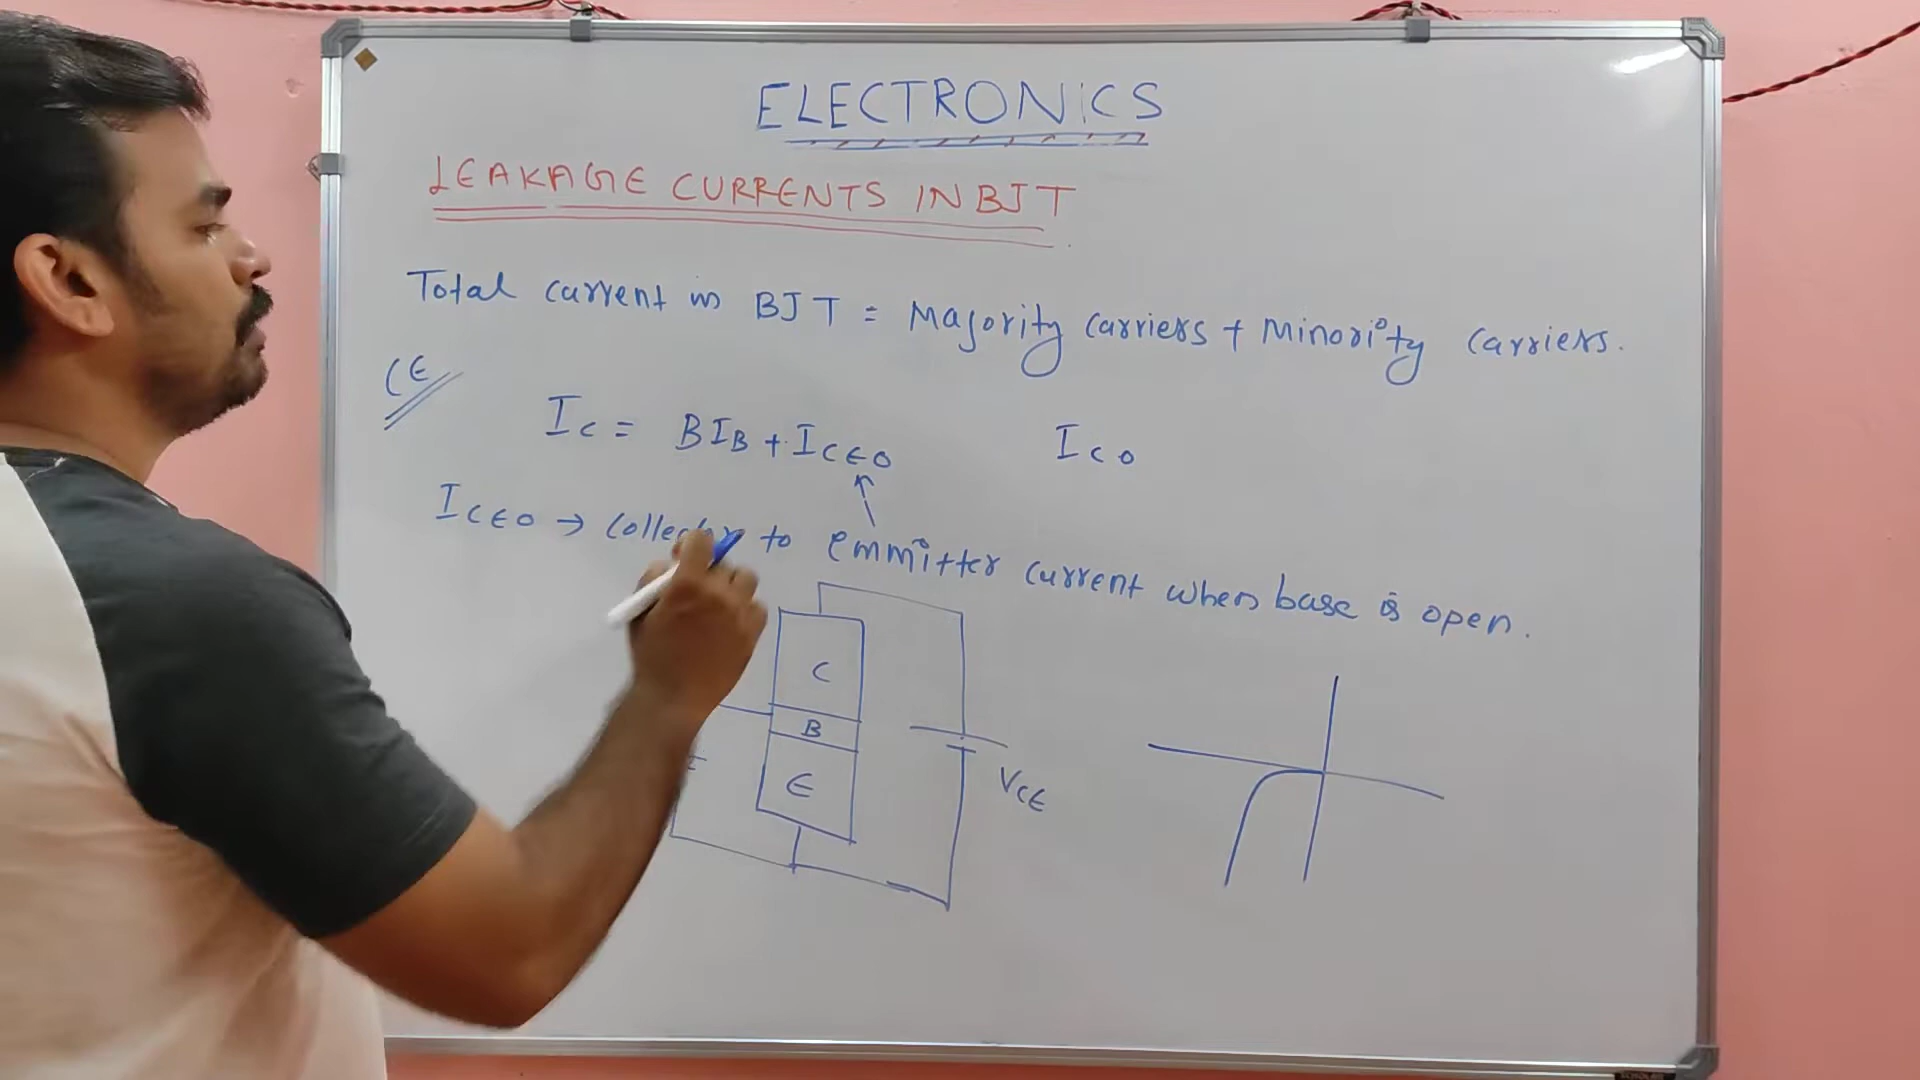 ELECTRONICS
LEAKAGE CURRENTS IN BJT
Total current in BJT = Majority carriers + Minority carriers.
CE
IC = BIB + ICEO ICO
ICEO → Collector to emmitter current when base is open.
C
B
E
VCE